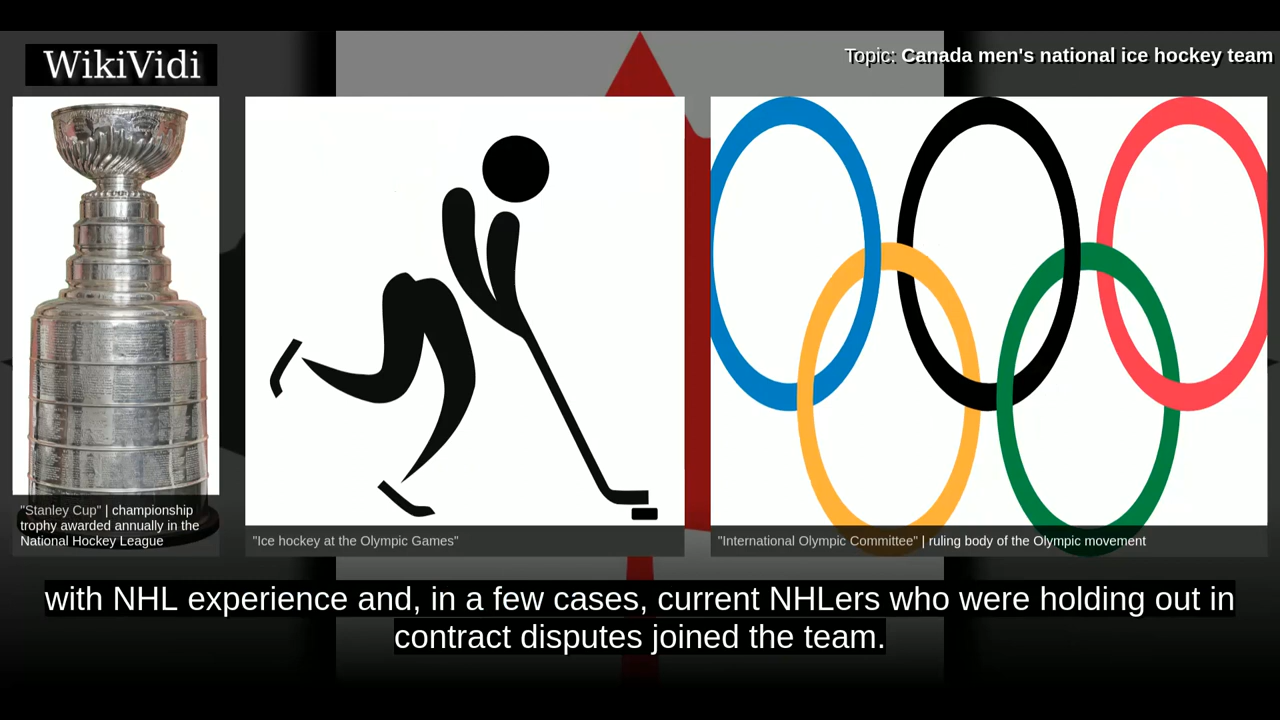 WikiVidi
Topic: Canada men's national ice hockey team
"Stanley Cup" | championship
trophy awarded annually in the
National Hockey League
"Ice hockey at the Olympic Games"
"International Olympic Committee" | ruling body of the Olympic movement
with NHL experience and, in a few cases, current NHLers who were holding out in
contract disputes joined the team.